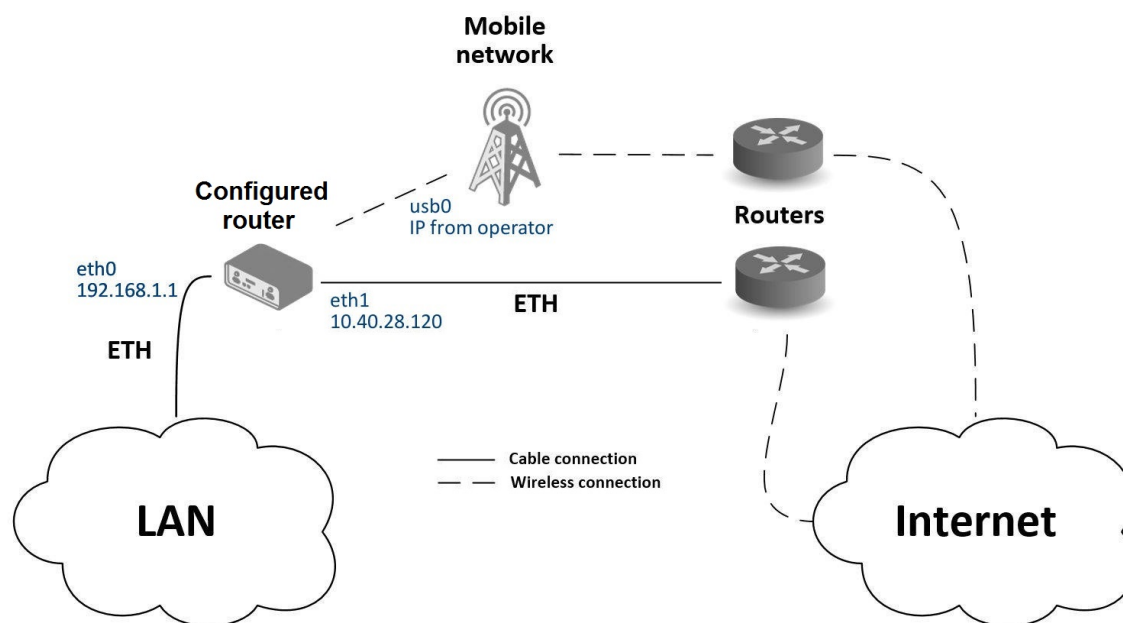 Mobile
network
Configured
router
usb0
IP from operator
Routers
eth0
192.168.1.1
eth1
10.40.28.120
ETH
ETH
Cable connection
Wireless connection
LAN
Internet